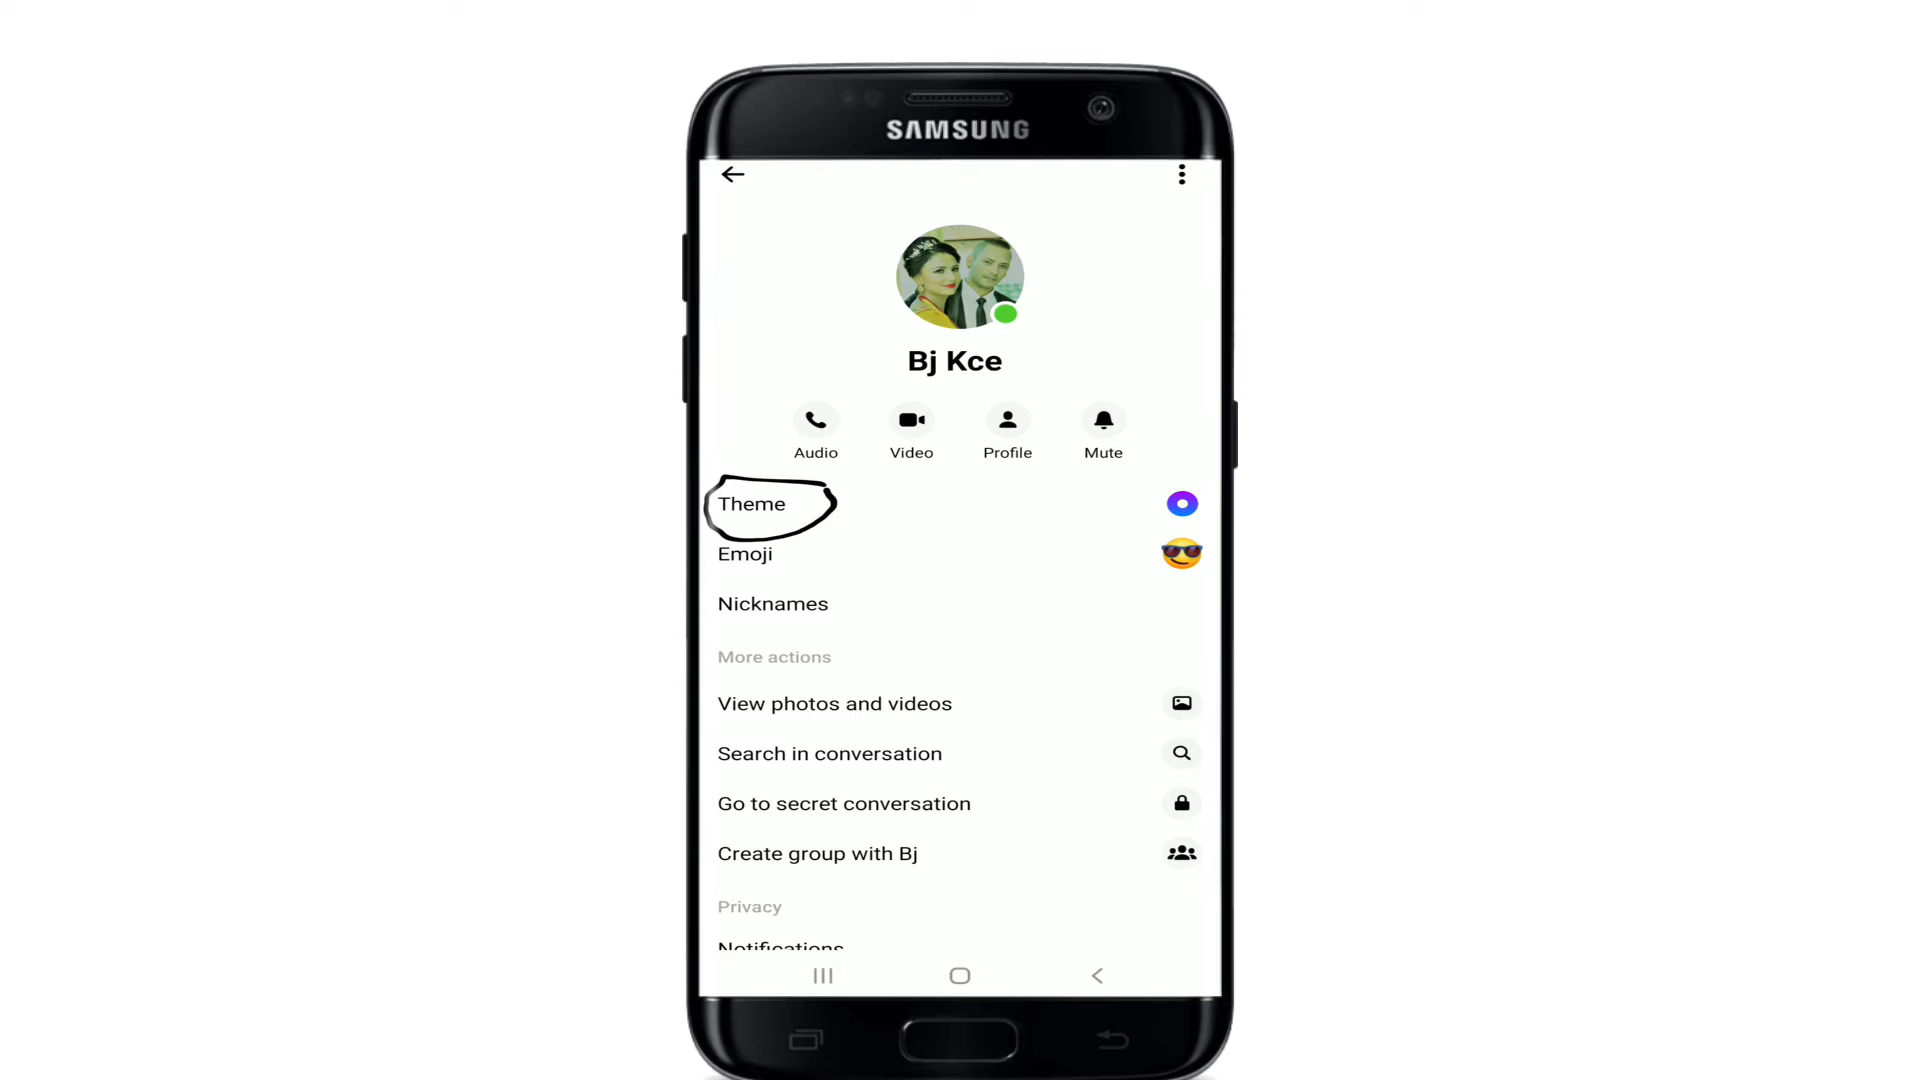 SAMSUNG
Bj Kce
Audio Video Profile Mute
Theme
Emoji
Nicknames
More actions
View photos and videos
Search in conversation
Go to secret conversation
Create group with Bj
Privacy
Notifications